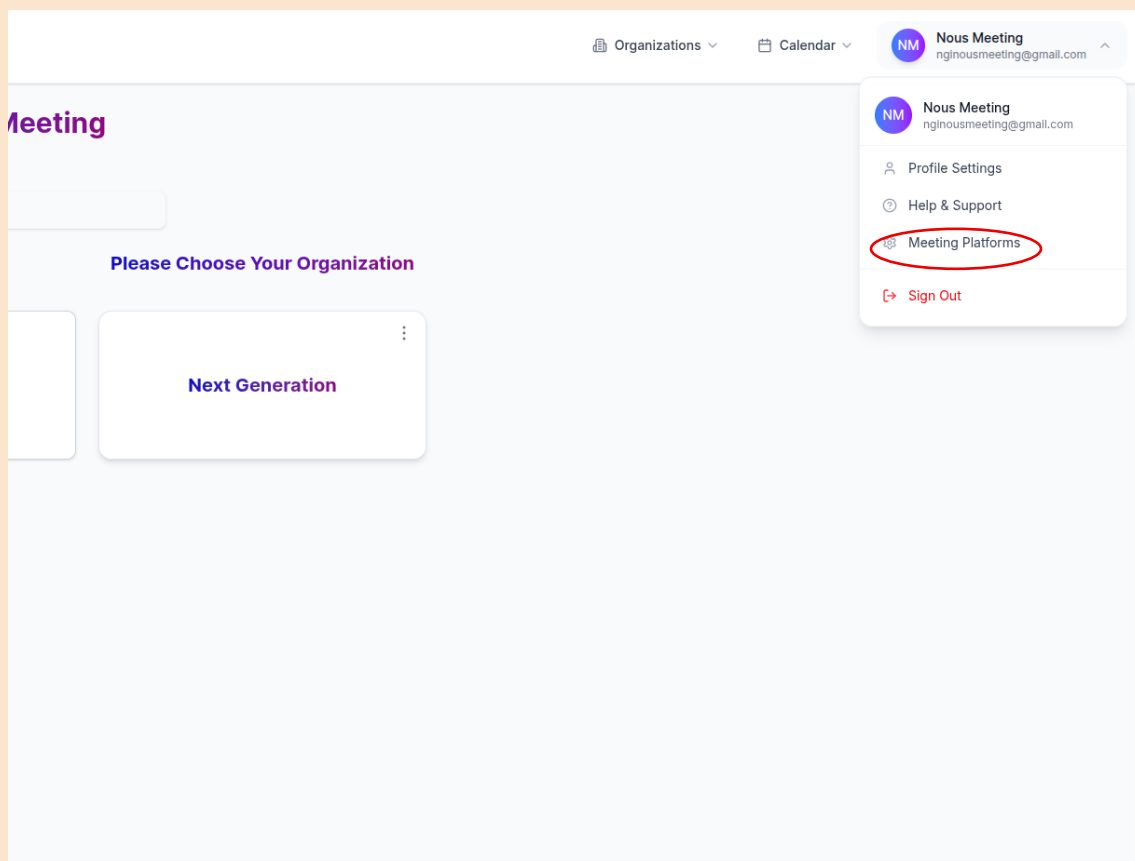 Organizations
Calendar
NM
Nous Meeting
nginousmeeting@gmail.com
Meeting
NM
Nous Meeting
nginousmeeting@gmail.com
Profile Settings
Help & Support
Meeting Platforms
Sign Out
Please Choose Your Organization
Next Generation